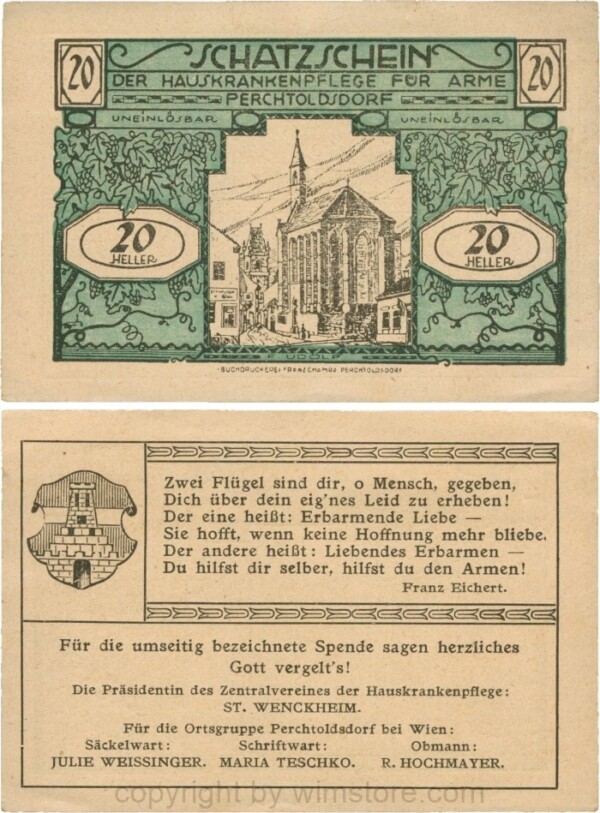 20 SCHATZSCHEIN 20
DER HAUSKRANKENPFLEGE FÜR ARME
PERCHTOLDSDORF
UNEINLÖSBAR UNEINLÖSBAR
20 HELLER
20 HELLER
BUCHDRUCKEREI FRANZ PERCHTOLDSDORF
Zwei Flügel sind dir, o Mensch, gegeben,
Dich über dein eig'nes Leid zu erheben!
Der eine heißt: Erbarmende Liebe —
Sie hofft, wenn keine Hoffnung mehr bliebe.
Der andere heißt: Liebendes Erbarmen —
Du hilfst dir selber, hilfst du den Armen!
Franz Eichert.
Für die umseitig bezeichnete Spende sagen herzliches
Gott vergelt's!
Die Präsidentin des Zentralvereines der Hauskrankenpflege:
ST. WENCKHEIM.
Für die Ortsgruppe Perchtoldsdorf bei Wien:
Säckelwart: Schriftwart: Obmann:
JULIE WEISSINGER. MARIA TESCHKO. R. HOCHMAYER.
copyright by wimstore.com